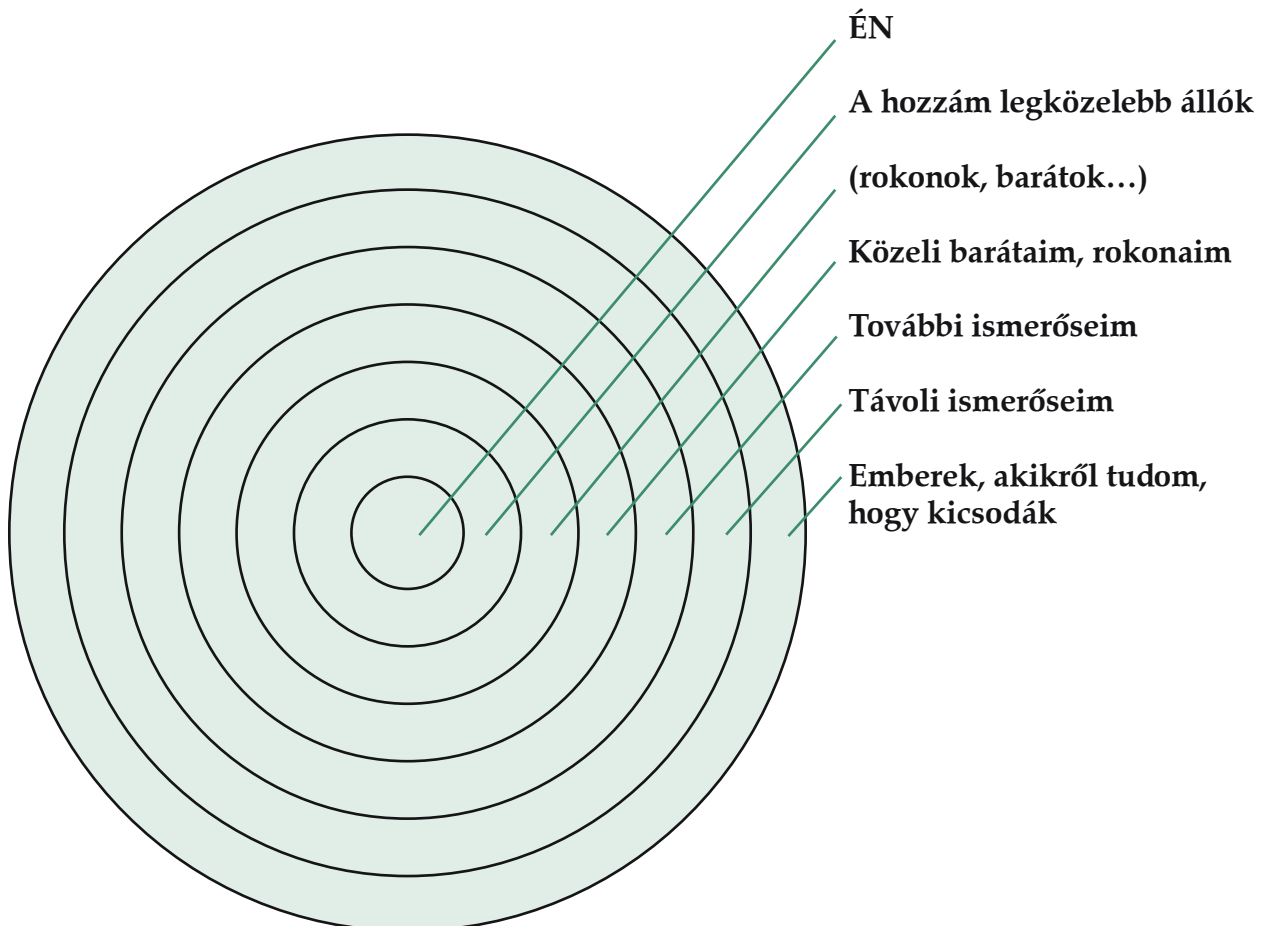 ÉN
A hozzám legközelebb állók
(rokonok, barátok…)
Közeli barátaim, rokonaim
További ismerőseim
Távoli ismerőseim
Emberek, akikről tudom,
hogy kicsodák